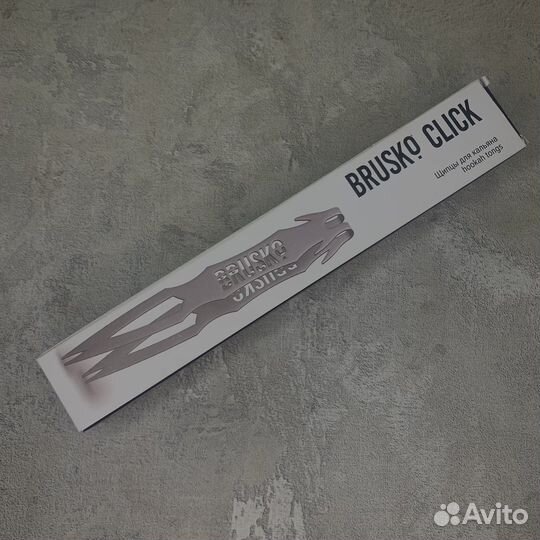 BRUSKO CLICK
Щипцы для кальяна
hookah tongs
BRUSKO
BRUSKO
Avito